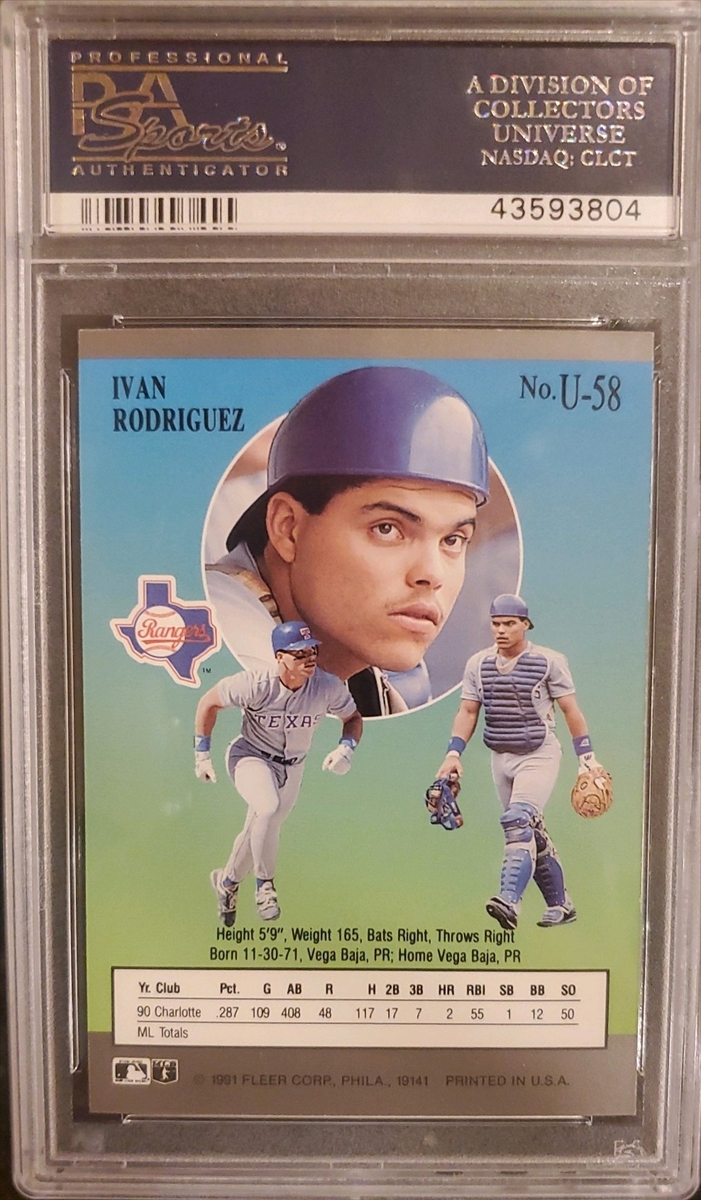 PROFESSIONAL
PSA
Sports
AUTHENTICATOR
A DIVISION OF
COLLECTORS
UNIVERSE
NASDAQ: CLCT
43593804
IVAN
RODRIGUEZ
No. U-58
Rangers
TM
TEXAS
Height 5'9", Weight 165, Bats Right, Throws Right
Born 11-30-71, Vega Baja, PR; Home Vega Baja, PR
Yr. Club Pct. G AB R H 2B 3B HR RBI SB BB SO
90 Charlotte .287 109 408 48 117 17 7 2 55 1 12 50
ML Totals
© 1991 FLEER CORP., PHILA., 19141 PRINTED IN U.S.A.